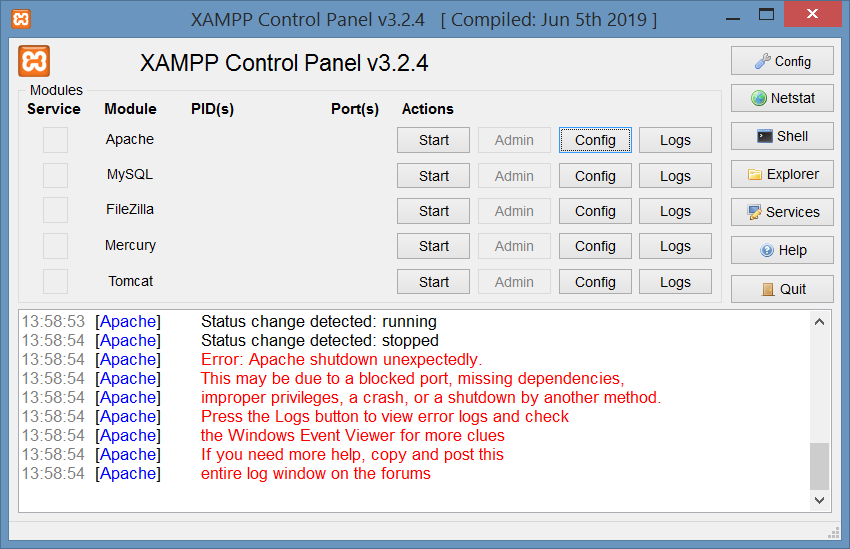 XAMPP Control Panel v3.2.4 [ Compiled: Jun 5th 2019 ]
XAMPP Control Panel v3.2.4
Config
Modules
Service Module PID(s) Port(s) Actions
Netstat
Apache Start Admin Config Logs
Shell
MySQL Start Admin Config Logs
Explorer
FileZilla Start Admin Config Logs
Services
Mercury Start Admin Config Logs
Help
Tomcat Start Admin Config Logs
Quit
13:58:53 [Apache] Status change detected: running
13:58:54 [Apache] Status change detected: stopped
13:58:54 [Apache] Error: Apache shutdown unexpectedly.
13:58:54 [Apache] This may be due to a blocked port, missing dependencies,
13:58:54 [Apache] improper privileges, a crash, or a shutdown by another method.
13:58:54 [Apache] Press the Logs button to view error logs and check
13:58:54 [Apache] the Windows Event Viewer for more clues
13:58:54 [Apache] If you need more help, copy and post this
13:58:54 [Apache] entire log window on the forums